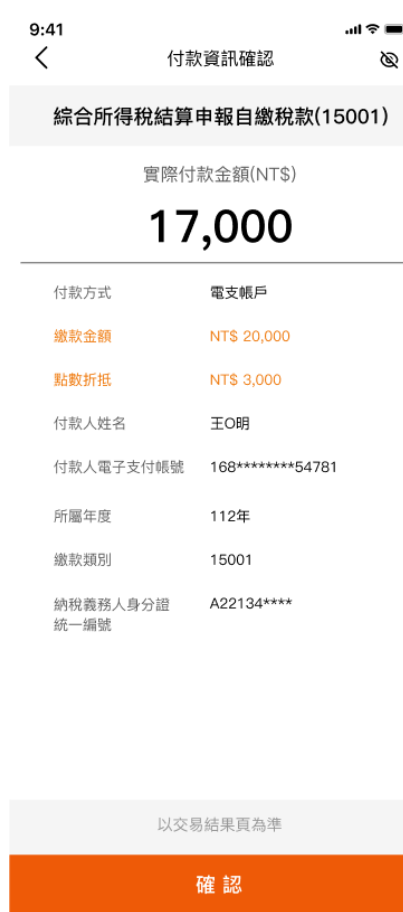 9:41
付款資訊確認
綜合所得稅結算申報自繳稅款(15001)
實際付款金額(NT$)
17,000
付款方式 電支帳戶
繳款金額 NT$ 20,000
點數折抵 NT$ 3,000
付款人姓名 王O明
付款人電子支付帳號 168********54781
所屬年度 112年
繳款類別 15001
納稅義務人身分證 A22134****
統一編號
以交易結果頁為準
確認